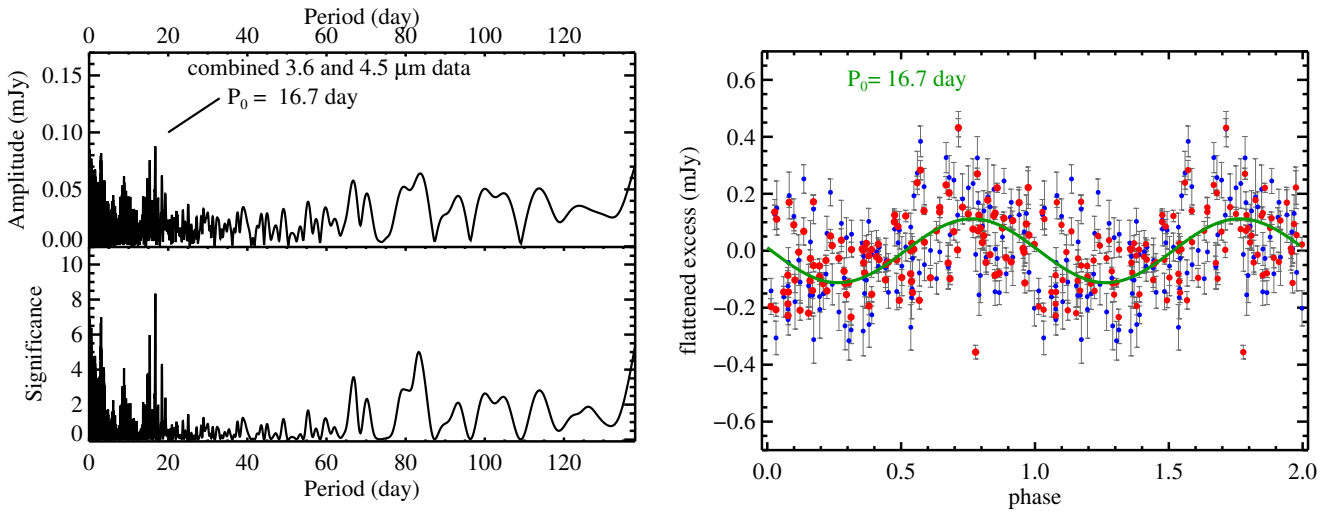 Period (day)
0 20 40 60 80 100 120
0.15
0.10
0.05
0.00
Amplitude (mJy)
combined 3.6 and 4.5 μm data
P₀ = 16.7 day
10
8
6
4
2
0
Significance
0 20 40 60 80 100 120
Period (day)
0.6
0.4
0.2
0.0
−0.2
−0.4
−0.6
flattened excess (mJy)
P₀= 16.7 day
0.0 0.5 1.0 1.5 2.0
phase